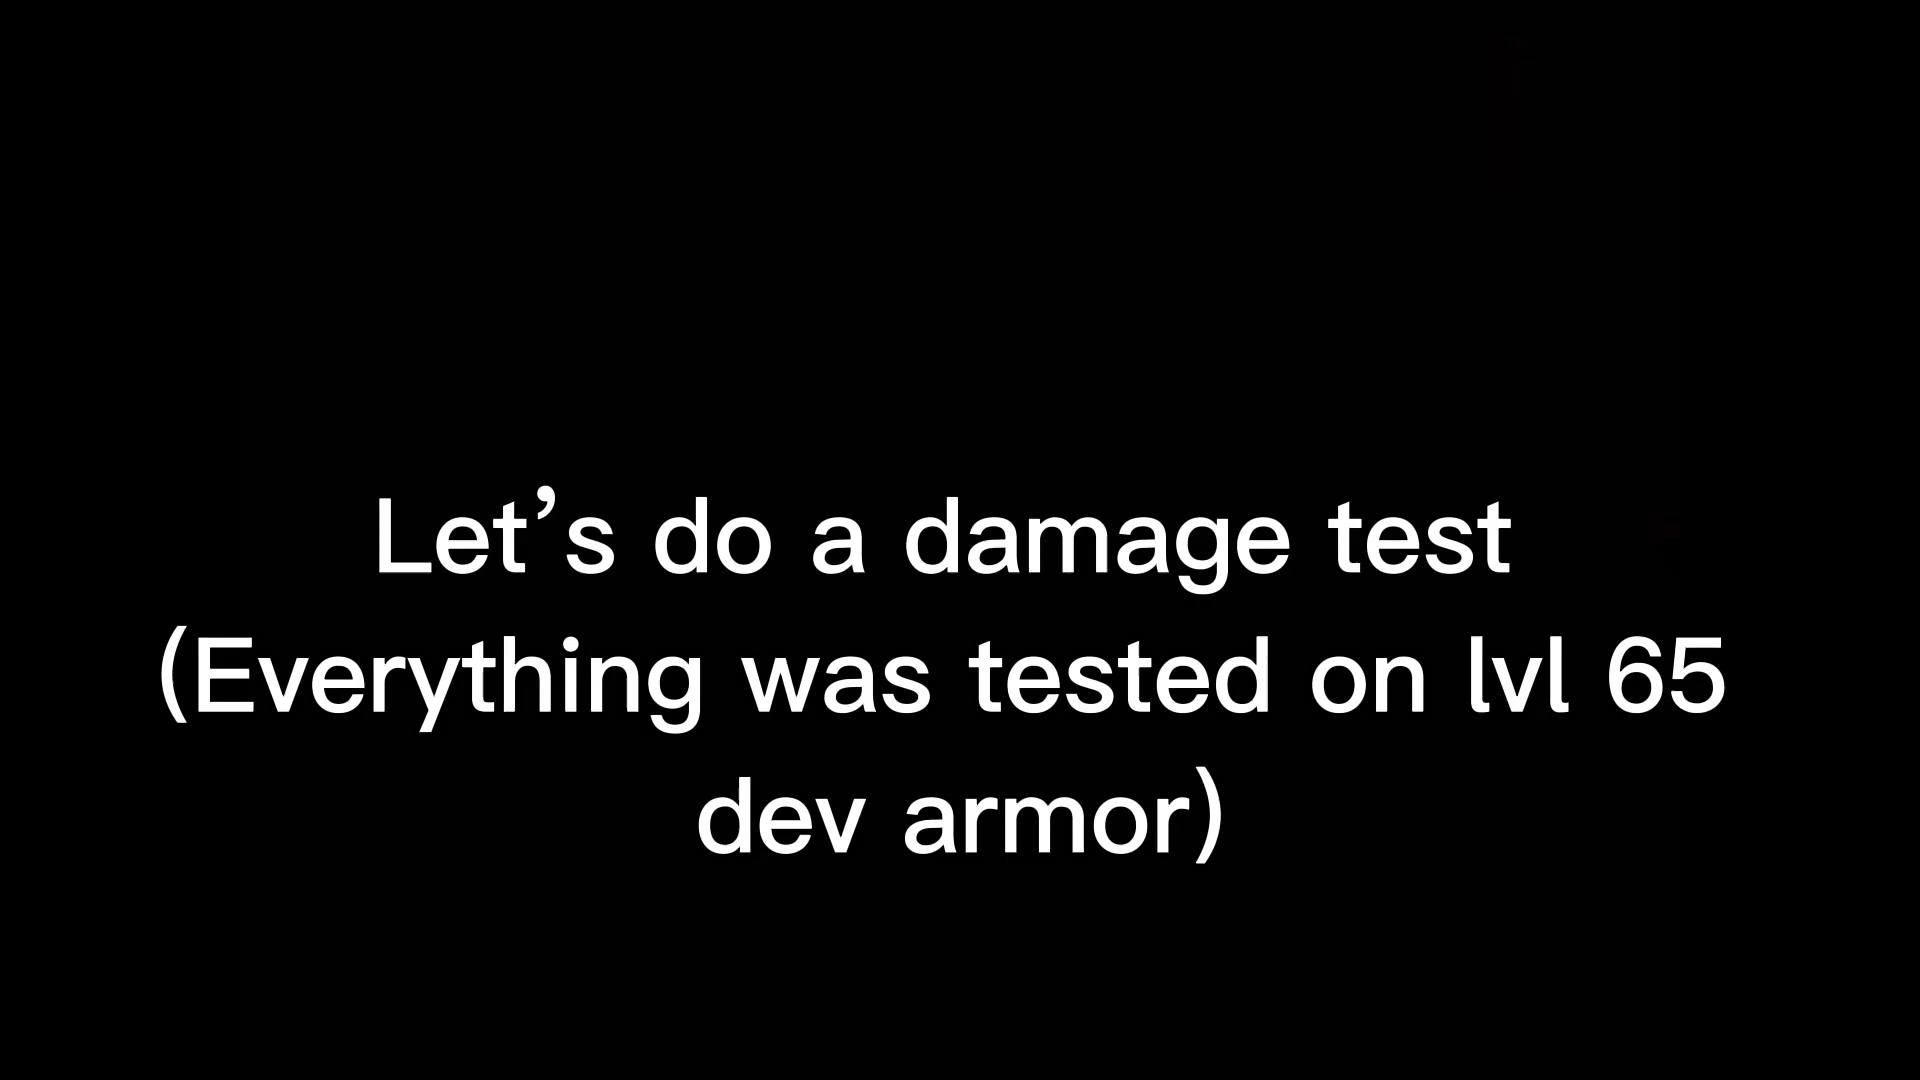 Let’s do a damage test
(Everything was tested on lvl 65
dev armor)